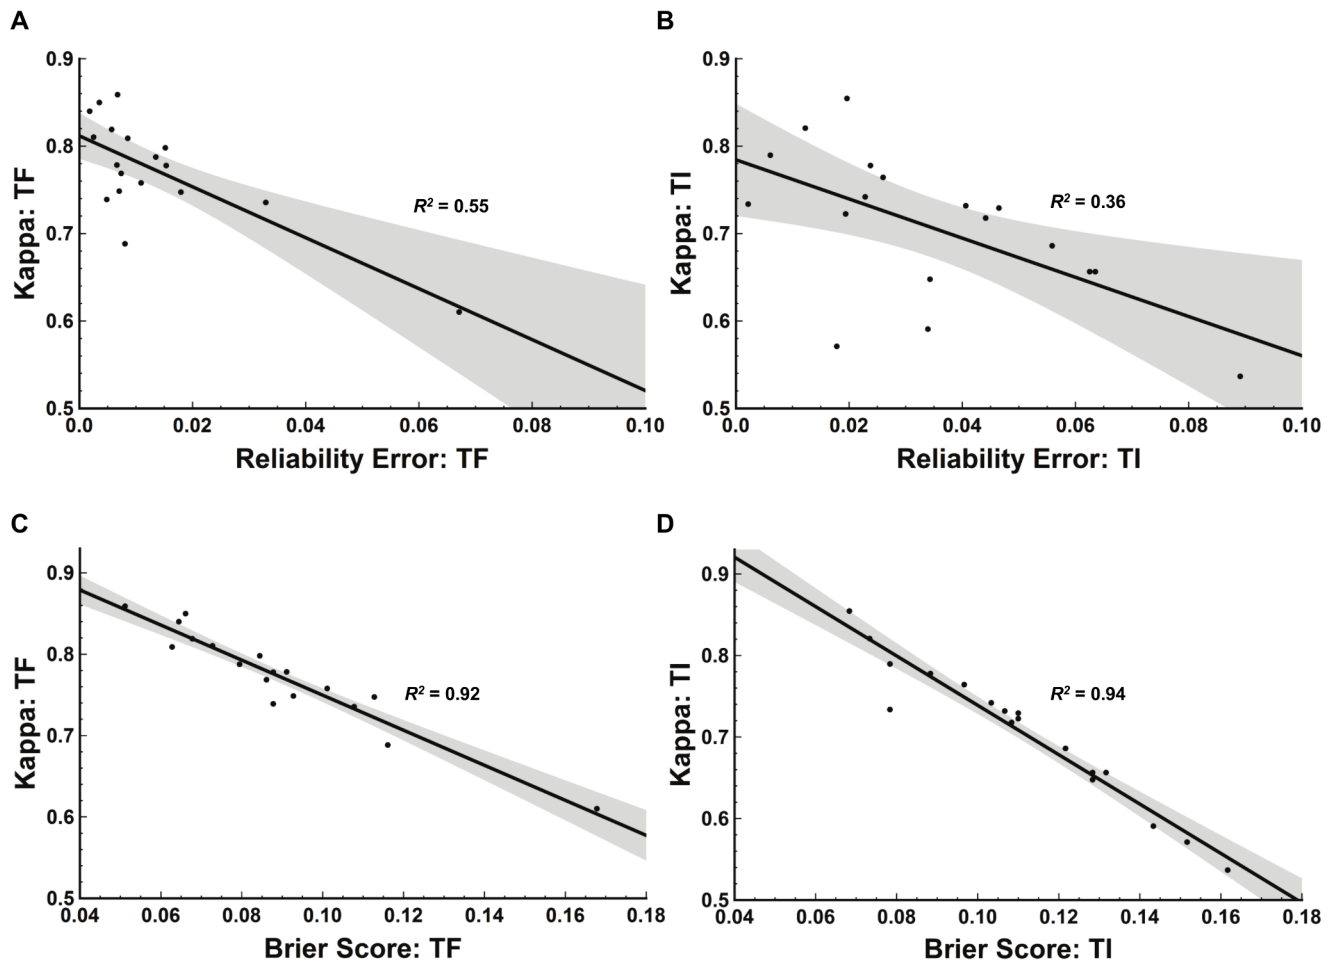 A
0.9
0.8
0.7
0.6
0.5
Kappa: TF
R² = 0.55
0.0 0.02 0.04 0.06 0.08 0.10
Reliability Error: TF
B
0.9
0.8
0.7
0.6
0.5
Kappa: TI
R² = 0.36
0.0 0.02 0.04 0.06 0.08 0.10
Reliability Error: TI
C
0.9
0.8
0.7
0.6
0.5
Kappa: TF
R² = 0.92
0.04 0.06 0.08 0.10 0.12 0.14 0.16 0.18
Brier Score: TF
D
0.9
0.8
0.7
0.6
0.5
Kappa: TI
R² = 0.94
0.04 0.06 0.08 0.10 0.12 0.14 0.16 0.18
Brier Score: TI